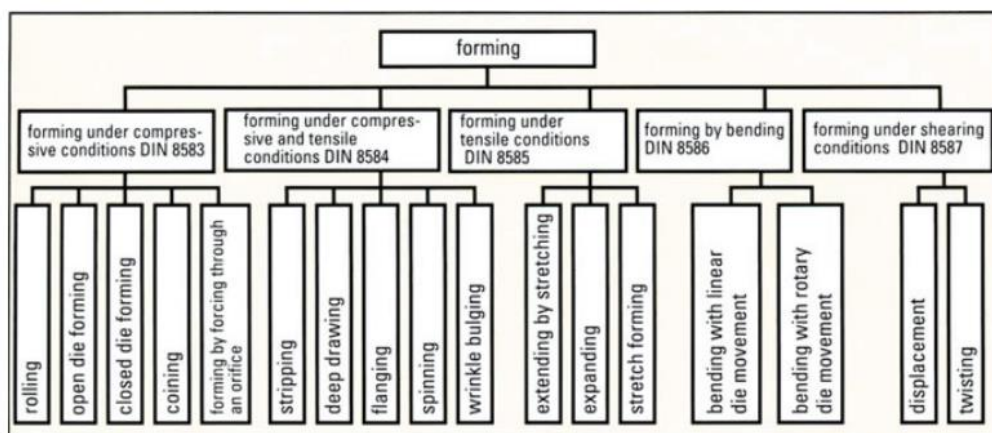 forming
forming under compres-
sive conditions DIN 8583
forming under compres-
sive and tensile
conditions DIN 8584
forming under
tensile conditions
DIN 8585
forming by bending
DIN 8586
forming under shearing
conditions DIN 8587
rolling
open die forming
closed die forming
coining
forming by forcing through
an orifice
stripping
deep drawing
flanging
spinning
wrinkle bulging
extending by stretching
expanding
stretch forming
bending with linear
die movement
bending with rotary
die movement
displacement
twisting